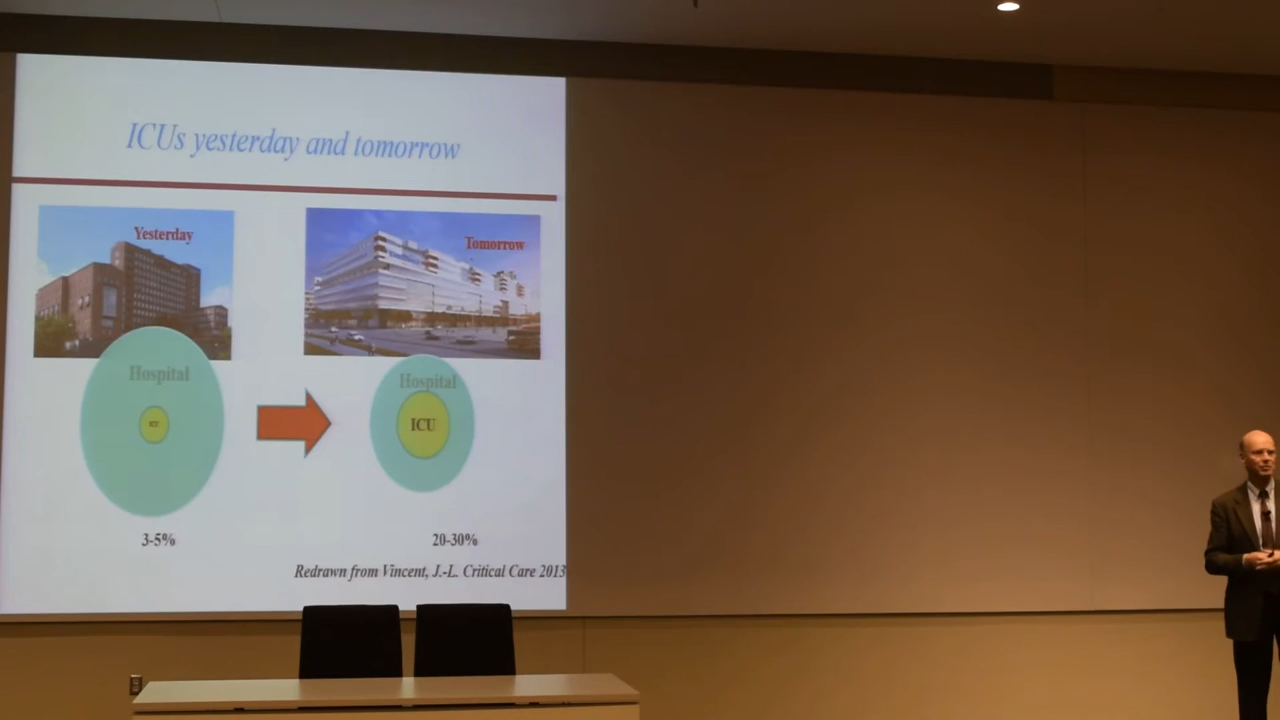 ICUs yesterday and tomorrow
Yesterday
Tomorrow
Hospital
Hospital
ICU
3-5%
20-30%
Redrawn from Vincent, J.-L. Critical Care 2013